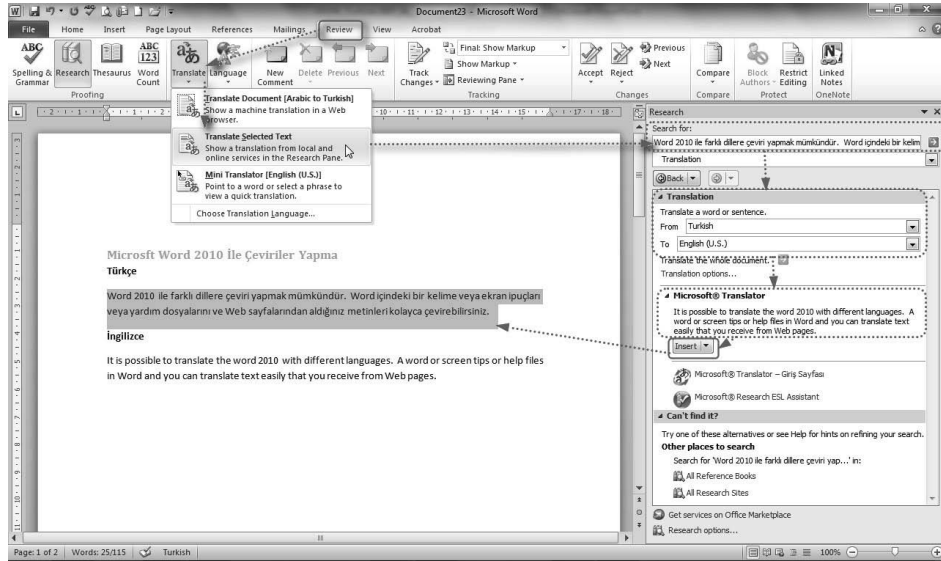 Document23 - Microsoft Word
File Home Insert Page Layout References Mailings Review View Acrobat
ABC Spelling & Grammar
Research
Thesaurus
ABC 123 Word Count
Proofing
Translate
Language
New Comment
Delete
Previous
Next
Track Changes
Final: Show Markup
Show Markup
Reviewing Pane
Tracking
Accept
Reject
Previous
Next
Changes
Compare
Compare
Block Authors
Restrict Editing
Protect
Linked Notes
OneNote
Translate Document [Arabic to Turkish]
Show a machine translation in a Web
browser.
Translate Selected Text
Show a translation from local and
online services in the Research Pane.
Mini Translator [English (U.S.)]
Point to a word or select a phrase to
view a quick translation.
Choose Translation Language...
Microsft Word 2010 İle Çeviriler Yapma
Türkçe
Word 2010 ile farklı dillere çeviri yapmak mümkündür. Word içindeki bir kelime veya ekran ipuçları
veya yardım dosyalarını ve Web sayfalarından aldığınız metinleri kolayca çevirebilirsiniz.
İngilizce
It is possible to translate the word 2010 with different languages. A word or screen tips or help files
in Word and you can translate text easily that you receive from Web pages.
Research
Search for:
Word 2010 ile farklı dillere çeviri yapmak mümkündür. Word içindeki bir kelim
Translation
Back
Translation
Translate a word or sentence.
From Turkish
To English (U.S.)
Translate the whole document.
Translation options...
Microsoft® Translator
It is possible to translate the word 2010 with different languages. A
word or screen tips or help files in Word and you can translate text
easily that you receive from Web pages.
Insert
Microsoft® Translator – Giriş Sayfası
Microsoft® Research ESL Assistant
Can't find it?
Try one of these alternatives or see Help for hints on refining your search.
Other places to search
Search for 'Word 2010 ile farklı dillere çeviri yap...' in:
All Reference Books
All Research Sites
Get services on Office Marketplace
Research options...
Page: 1 of 2 Words: 25/115 Turkish 100%